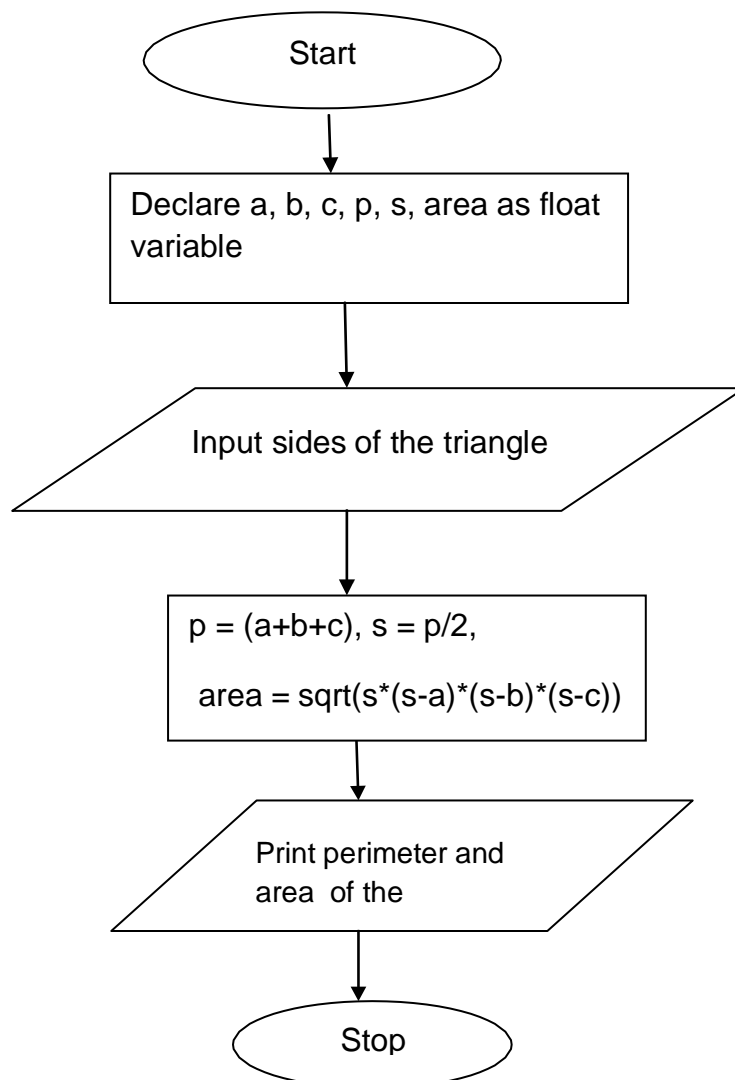 Start
Declare a, b, c, p, s, area as float
variable
Input sides of the triangle
p = (a+b+c), s = p/2,
area = sqrt(s*(s-a)*(s-b)*(s-c))
Print perimeter and
area of the
Stop